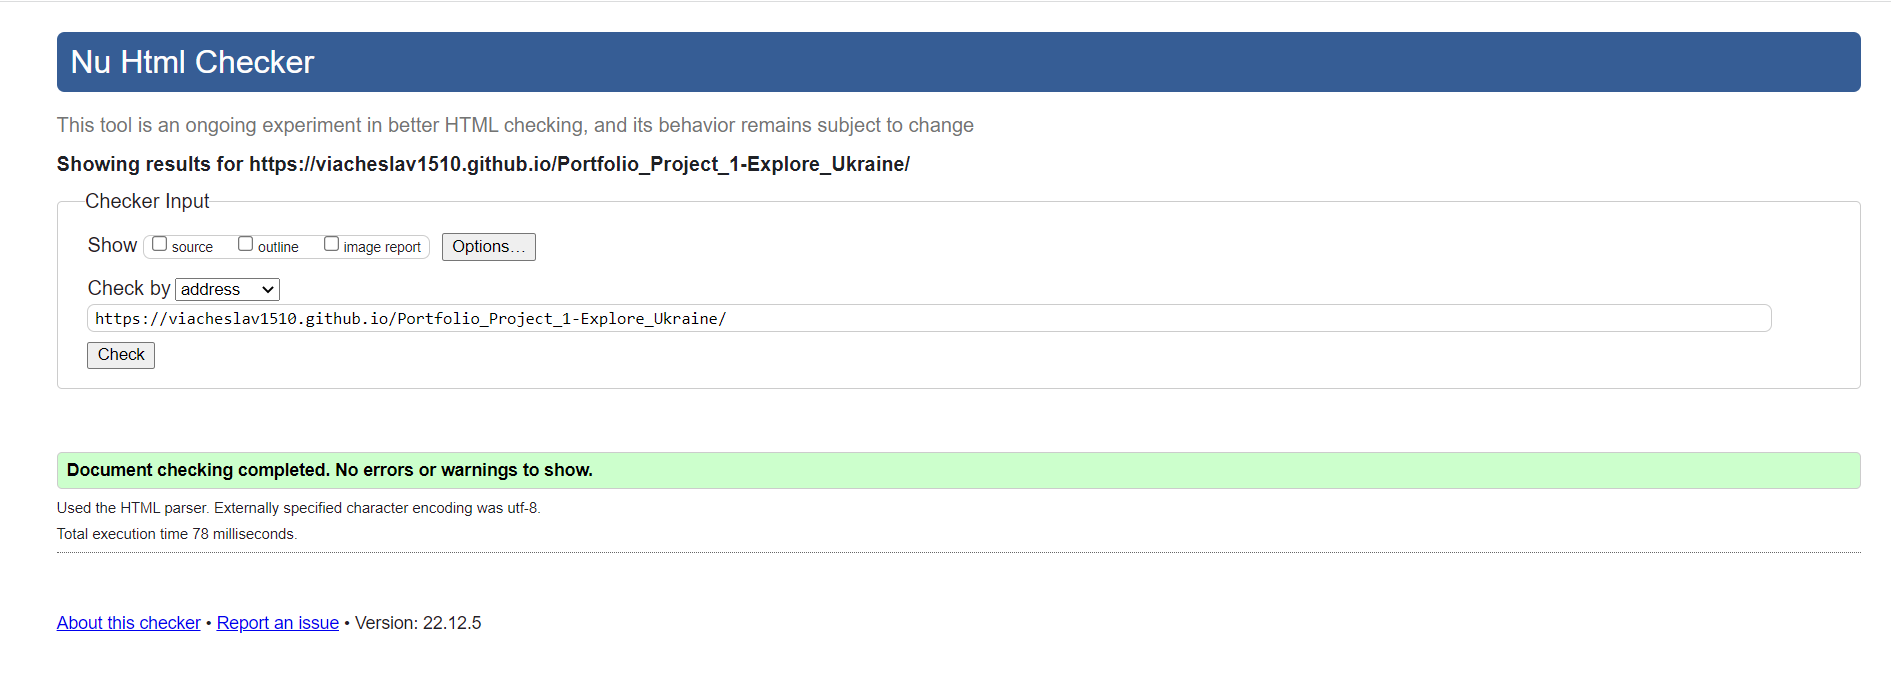 Nu Html Checker
This tool is an ongoing experiment in better HTML checking, and its behavior remains subject to change
Showing results for https://viacheslav1510.github.io/Portfolio_Project_1-Explore_Ukraine/
Checker Input
Show source outline image report Options...
Check by address
https://viacheslav1510.github.io/Portfolio_Project_1-Explore_Ukraine/
Check
Document checking completed. No errors or warnings to show.
Used the HTML parser. Externally specified character encoding was utf-8.
Total execution time 78 milliseconds.
About this checker • Report an issue • Version: 22.12.5